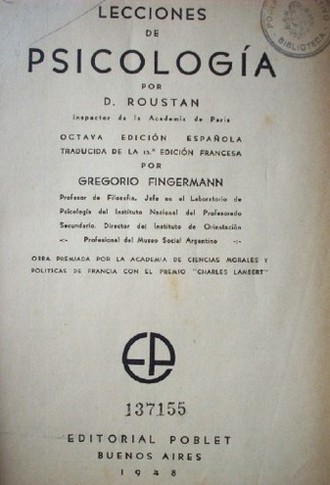 LECCIONES
DE
PSICOLOGÍA
POR
D. ROUSTAN
Inspector de la Academia de París
OCTAVA EDICIÓN ESPAÑOLA
TRADUCIDA DE LA 12.ª EDICIÓN FRANCESA
POR
GREGORIO FINGERMANN
Profesor de Filosofía. Jefe en el Laboratorio de
Psicología del Instituto Nacional del Profesorado
Secundario. Director del Instituto de Orientación
-:- Profesional del Museo Social Argentino -:-
OBRA PREMIADA POR LA ACADEMIA DE CIENCIAS MORALES Y
POLITICAS DE FRANCIA CON EL PREMIO "CHARLES LAMBERT"
EP
137155
EDITORIAL POBLET
BUENOS AIRES
1948
BIBLIOTECA